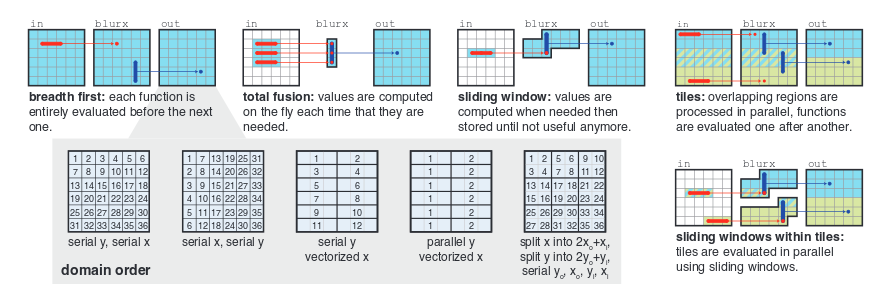 in blurx out
breadth first: each function is
entirely evaluated before the next
one.
in blurx out
total fusion: values are computed
on the fly each time that they are
needed.
in blurx out
sliding window: values are
computed when needed then
stored until not useful anymore.
in blurx out
tiles: overlapping regions are
processed in parallel, functions
are evaluated one after another.
in blurx out
sliding windows within tiles:
tiles are evaluated in parallel
using sliding windows.
1 2 3 4 5 6
7 8 9 10 11 12
13 14 15 16 17 18
19 20 21 22 23 24
25 26 27 28 29 30
31 32 33 34 35 36
serial y, serial x
1 7 13 19 25 31
2 8 14 20 26 32
3 9 15 21 27 33
4 10 16 22 28 34
5 11 17 23 29 35
6 12 18 24 30 36
serial x, serial y
1 2
3 4
5 6
7 8
9 10
11 12
serial y
vectorized x
1 2
1 2
1 2
1 2
1 2
1 2
parallel y
vectorized x
1 2 5 6 9 10
3 4 7 8 11 12
13 14 17 18 21 22
15 16 19 20 23 24
25 26 29 30 33 34
27 28 31 32 35 36
split x into 2xₒ+xᵢ,
split y into 2yₒ+yᵢ,
serial yₒ, xₒ, yᵢ, xᵢ
domain order